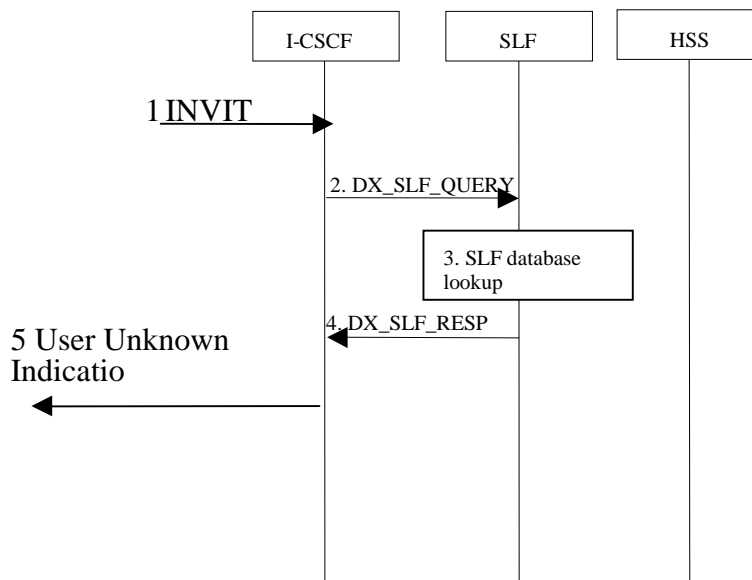 I-CSCF
SLF
HSS
1 INVIT
2. DX_SLF_QUERY
3. SLF database
lookup
4. DX_SLF_RESP
5 User Unknown
Indicatio